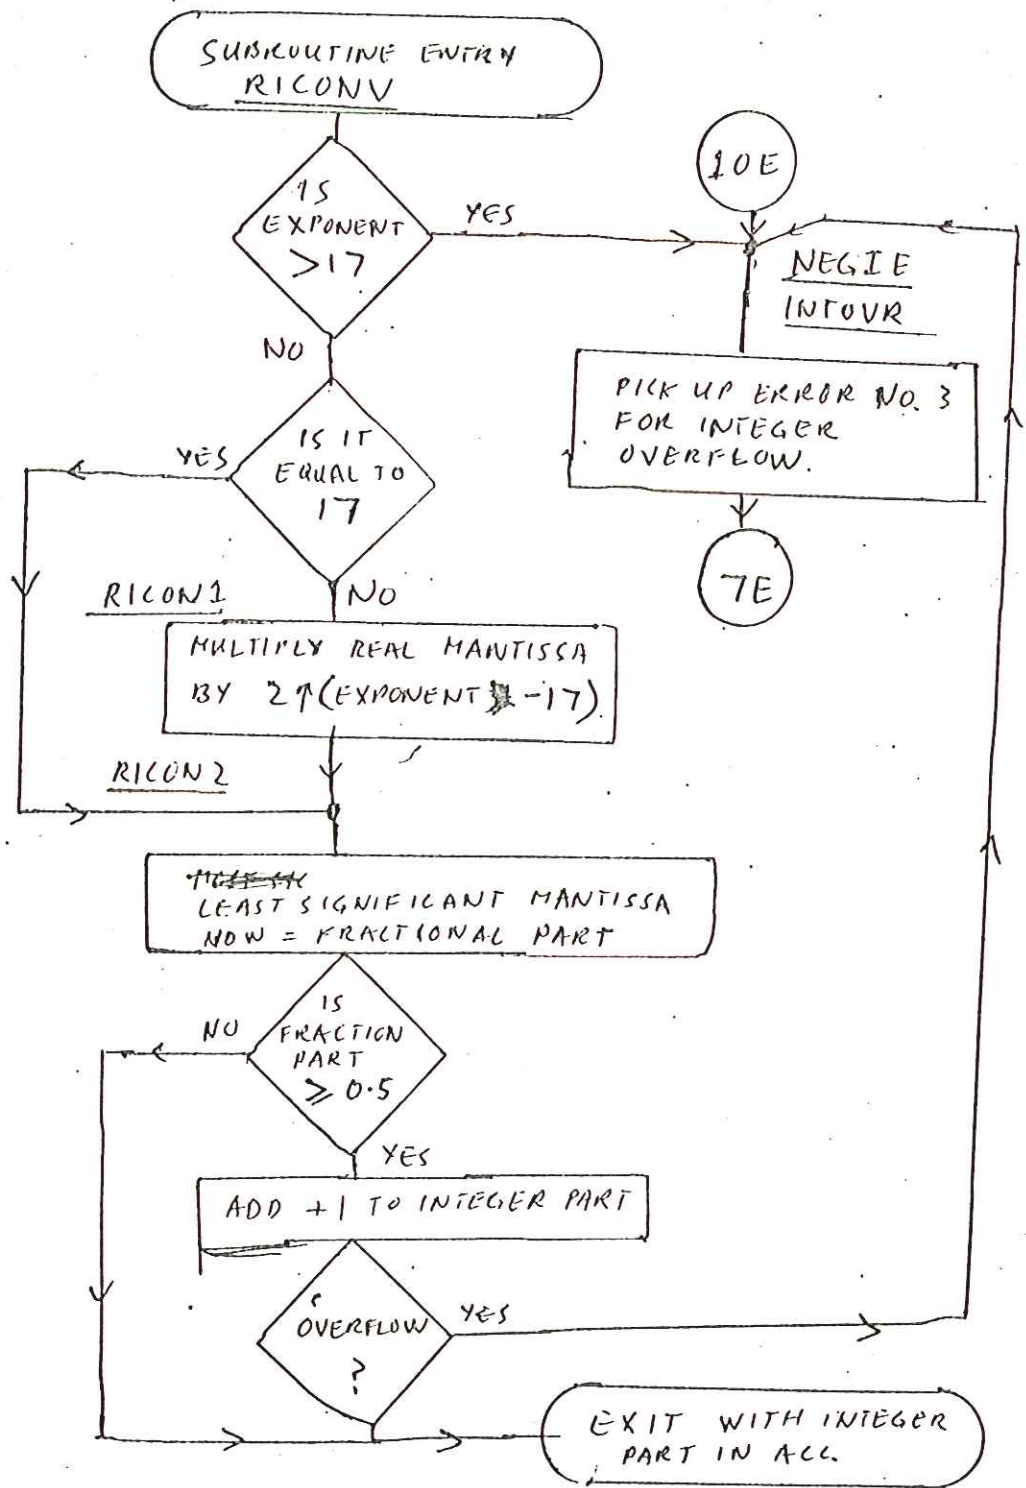 SUBROUTINE ENTRY
RICONV
IS
EXPONENT
>17
YES
NO
10E
NEGIE
INTOVR
PICK UP ERROR NO. 3
FOR INTEGER
OVERFLOW.
7E
IS IT
EQUAL TO
17
YES
NO
RICON1
MULTIPLY REAL MANTISSA
BY 2↑(EXPONENT -17)
RICON2
LEAST SIGNIFICANT MANTISSA
NOW = FRACTIONAL PART
IS
FRACTION
PART
≥ 0.5
NO
YES
ADD +1 TO INTEGER PART
OVERFLOW
?
YES
EXIT WITH INTEGER
PART IN ACC.